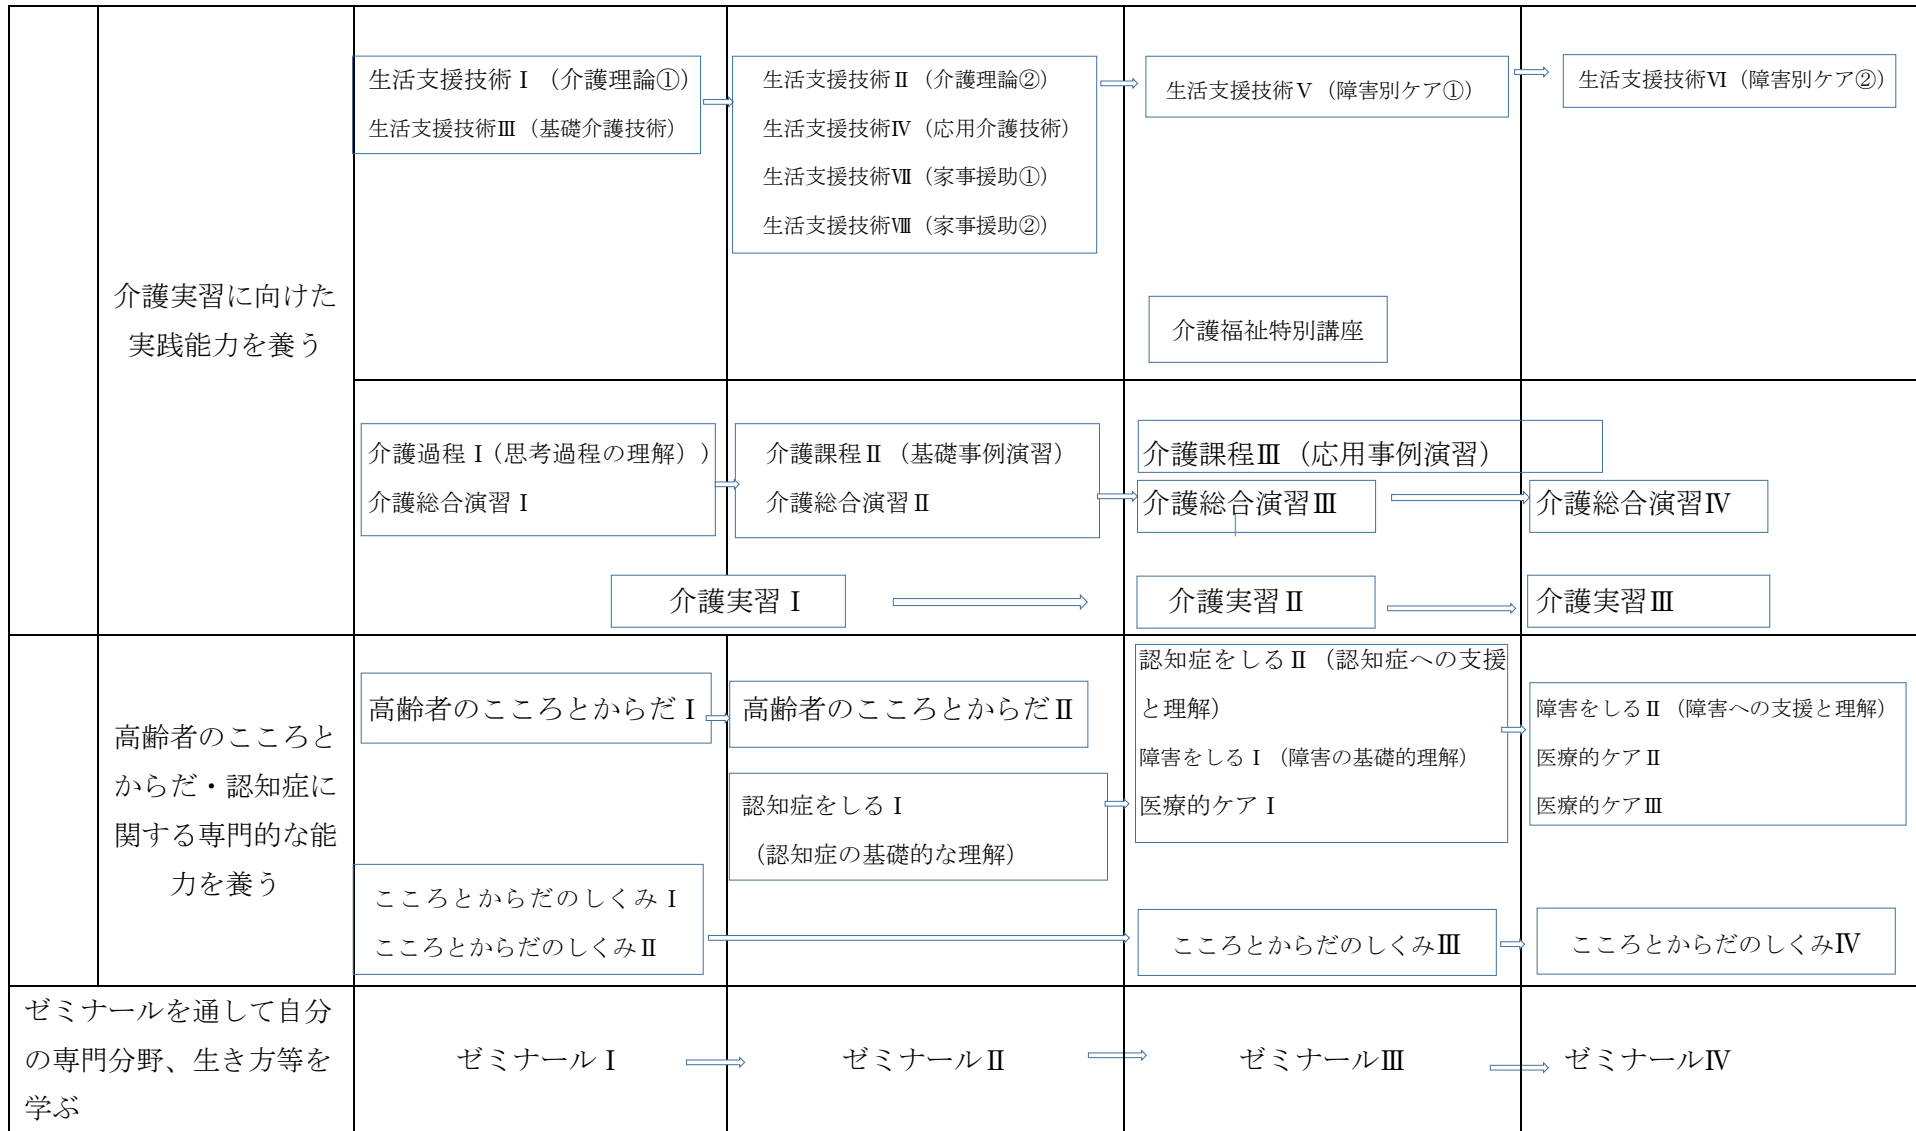 介護実習に向けた
実践能力を養う
生活支援技術Ⅰ（介護理論①）
生活支援技術Ⅲ（基礎介護技術）
生活支援技術Ⅱ（介護理論②）
生活支援技術Ⅳ（応用介護技術）
生活支援技術Ⅶ（家事援助①）
生活支援技術Ⅷ（家事援助②）
生活支援技術Ⅴ（障害別ケア①）
生活支援技術Ⅵ（障害別ケア②）
介護福祉特別講座
介護過程Ⅰ（思考過程の理解））
介護総合演習Ⅰ
介護課程Ⅱ（基礎事例演習）
介護総合演習Ⅱ
介護課程Ⅲ（応用事例演習）
介護総合演習Ⅲ
介護総合演習Ⅳ
介護実習Ⅰ
介護実習Ⅱ
介護実習Ⅲ
高齢者のこころと
からだ・認知症に
関する専門的な能
力を養う
高齢者のこころとからだⅠ
高齢者のこころとからだⅡ
認知症をしるⅠ
（認知症の基礎的な理解）
認知症をしるⅡ（認知症への支援
と理解）
障害をしるⅠ（障害の基礎的理解）
医療的ケアⅠ
障害をしるⅡ（障害への支援と理解）
医療的ケアⅡ
医療的ケアⅢ
こころとからだのしくみⅠ
こころとからだのしくみⅡ
こころとからだのしくみⅢ
こころとからだのしくみⅣ
ゼミナールを通して自分
の専門分野、生き方等を
学ぶ
ゼミナールⅠ
ゼミナールⅡ
ゼミナールⅢ
ゼミナールⅣ